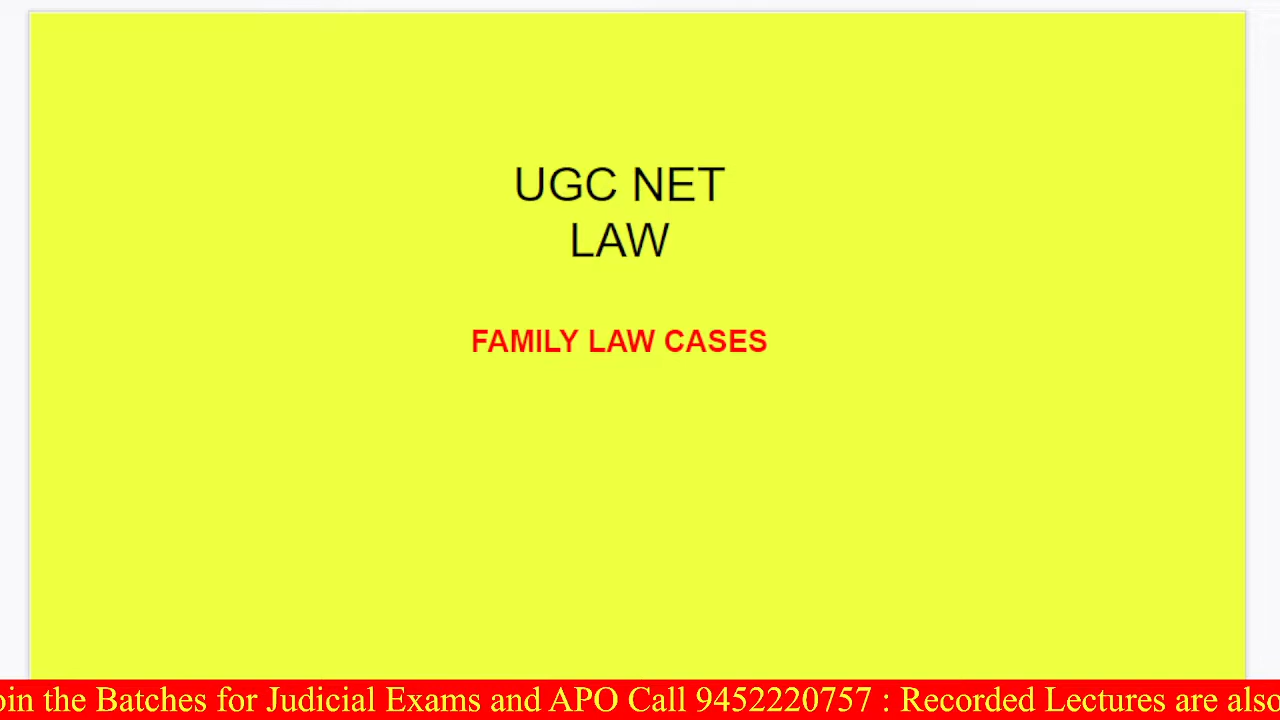 UGC NET
LAW
FAMILY LAW CASES
oin the Batches for Judicial Exams and APO Call 9452220757 : Recorded Lectures are also